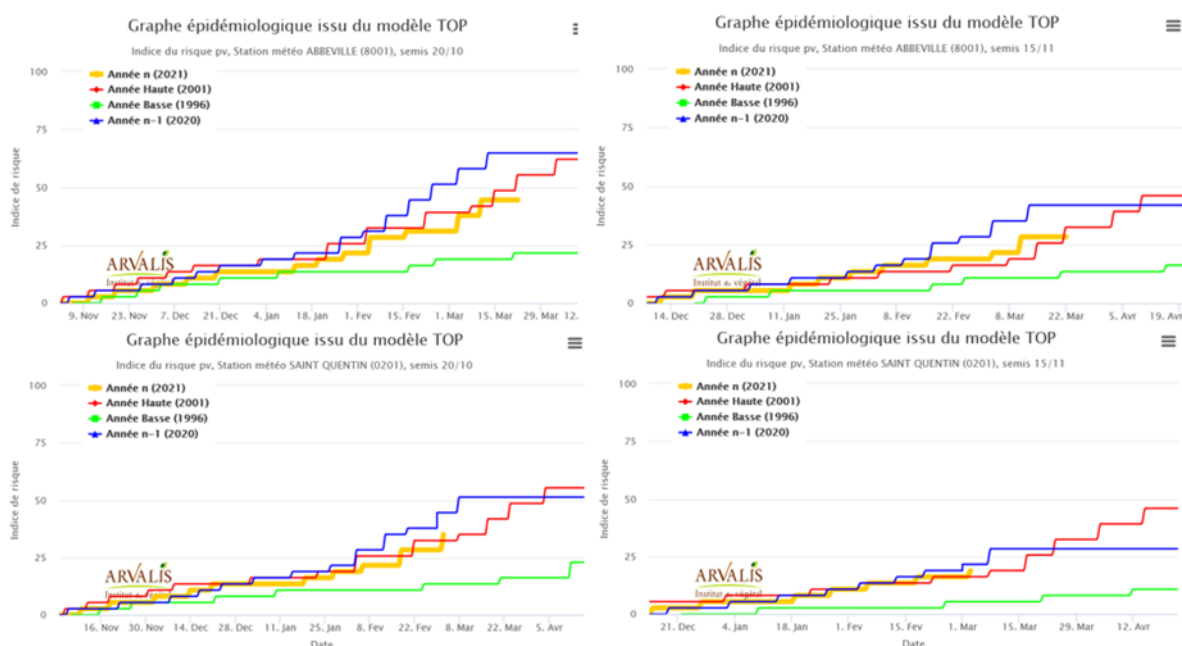 Graphe épidémiologique issu du modèle TOP
Indice du risque pv, Station météo ABBEVILLE (8001), semis 20/10
100
75
50
25
0
Indice de risque
Année n (2021)
Année Haute (2001)
Année Basse (1996)
Année n-1 (2020)
ARVALIS
Institut du végétal
9. Nov 23. Nov 7. Dec 21. Dec 4. Jan 18. Jan 1. Fev 15. Fev 1. Mar 15. Mar 29. Mar 12.
Graphe épidémiologique issu du modèle TOP
Indice du risque pv, Station météo ABBEVILLE (8001), semis 15/11
100
75
50
25
0
Indice de risque
Année n (2021)
Année Haute (2001)
Année Basse (1996)
Année n-1 (2020)
ARVALIS
Institut du végétal
14. Dec 28. Dec 11. Jan 25. Jan 8. Fev 22. Fev 8. Mar 22. Mar 5. Avr 19. Avr
Graphe épidémiologique issu du modèle TOP
Indice du risque pv, Station météo SAINT QUENTIN (0201), semis 20/10
100
75
50
25
0
Indice de risque
Année n (2021)
Année Haute (2001)
Année Basse (1996)
Année n-1 (2020)
ARVALIS
Institut du végétal
16. Nov 30. Nov 14. Dec 28. Dec 11. Jan 25. Jan 8. Fev 22. Fev 8. Mar 22. Mar 5. Avr
Date
Graphe épidémiologique issu du modèle TOP
Indice du risque pv, Station météo SAINT QUENTIN (0201), semis 15/11
100
75
50
25
0
Indice de risque
Année n (2021)
Année Haute (2001)
Année Basse (1996)
Année n-1 (2020)
ARVALIS
Institut du végétal
21. Dec 4. Jan 18. Jan 1. Fev 15. Fev 1. Mar 15. Mar 29. Mar 12. Avr
Date